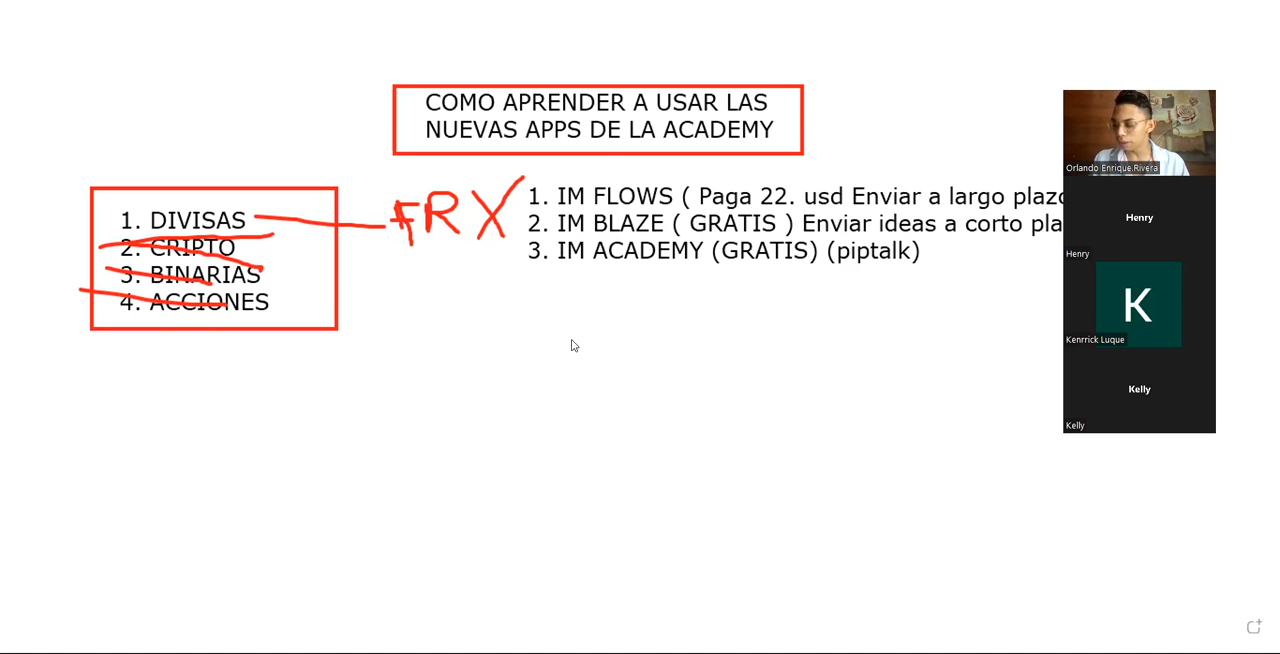 COMO APRENDER A USAR LAS
NUEVAS APPS DE LA ACADEMY
1. DIVISAS
2. CRIPTO
3. BINARIAS
4. ACCIONES
FRX
1. IM FLOWS ( Paga 22. usd Enviar a largo plazo
2. IM BLAZE ( GRATIS ) Enviar ideas a corto pla
3. IM ACADEMY (GRATIS) (piptalk)
Orlando Enrique.Rivera
Henry
Henry
K
Kenrrick Luque
Kelly
Kelly